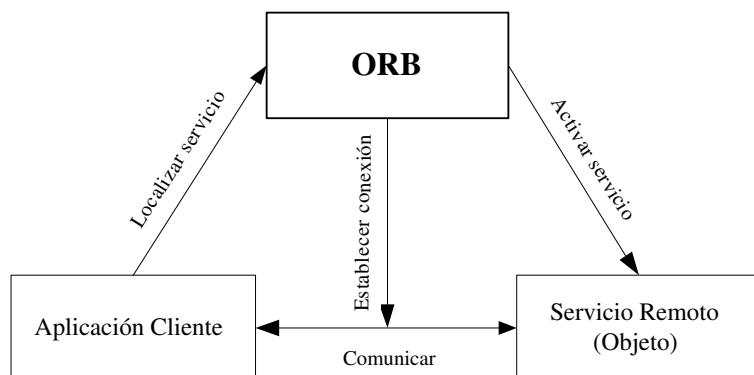 ORB
Localizar servicio
Establecer conexión
Activar servicio
Aplicación Cliente
Comunicar
Servicio Remoto
(Objeto)